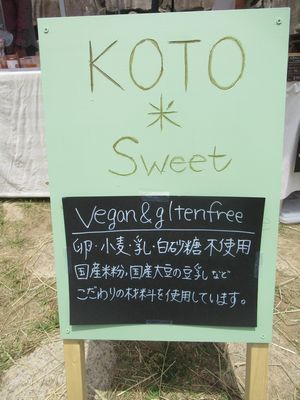 KOTO
米
Sweet
Vegan & gltenfree
卵・小麦・乳・白砂糖 不使用
国産米粉,国産大豆の豆乳など
こだわりの材料を使用しています。